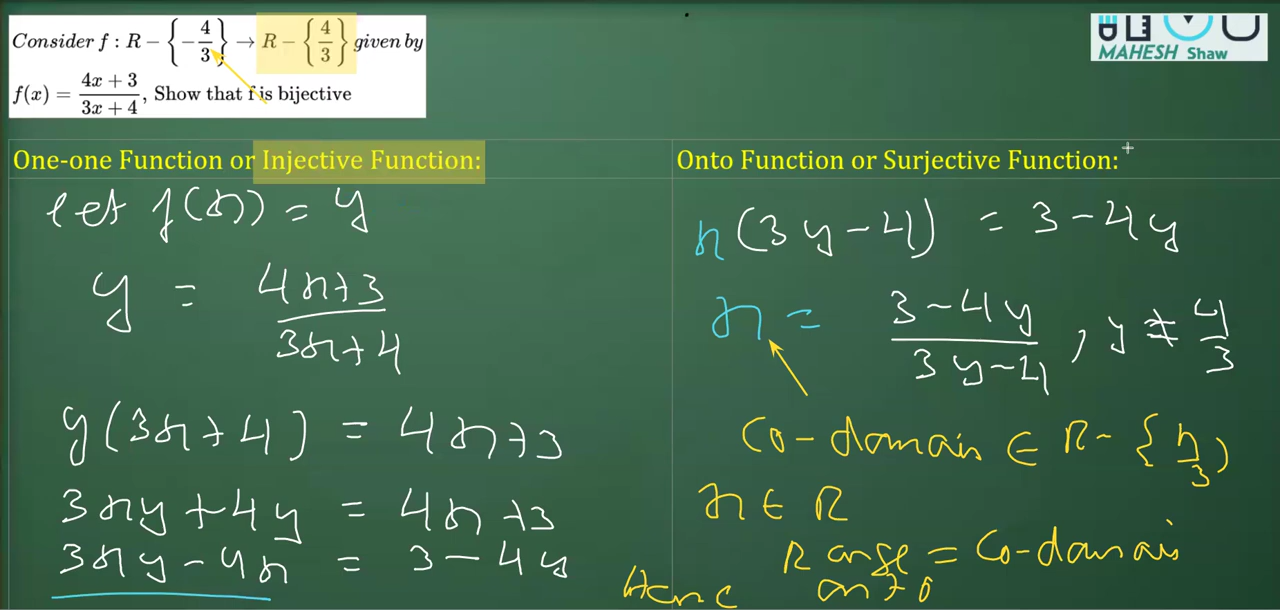 Consider f : R − {−4/3} → R − {4/3} given by
f(x) = (4x + 3)/(3x + 4), Show that f is bijective
MAHESH Shaw
One-one Function or Injective Function:
let f(x) = y
y = (4x+3)/(3x+4)
y(3x+4) = 4x+3
3xy+4y = 4x+3
3xy-4x = 3-4y
Onto Function or Surjective Function:
x(3y-4) = 3-4y
x = (3-4y)/(3y-4), y ≠ 4/3
Co-domain ∈ R- {4/3)
x ∈ R
Range = Co-domain
Hence onto